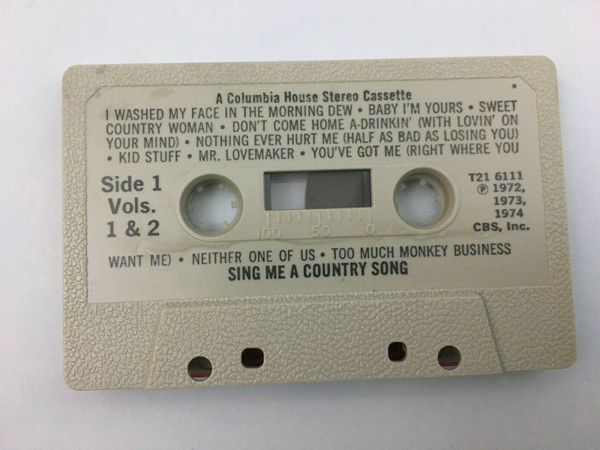 A Columbia House Stereo Cassette
I WASHED MY FACE IN THE MORNING DEW • BABY I'M YOURS • SWEET
COUNTRY WOMAN • DON'T COME HOME A-DRINKIN' (WITH LOVIN' ON
YOUR MIND) • NOTHING EVER HURT ME (HALF AS BAD AS LOSING YOU)
• KID STUFF • MR. LOVEMAKER • YOU'VE GOT ME (RIGHT WHERE YOU
Side 1
Vols.
1 & 2
100 50 0
T21 6111
Ⓟ 1972,
1973,
1974
CBS, Inc.
WANT ME) • NEITHER ONE OF US • TOO MUCH MONKEY BUSINESS
SING ME A COUNTRY SONG